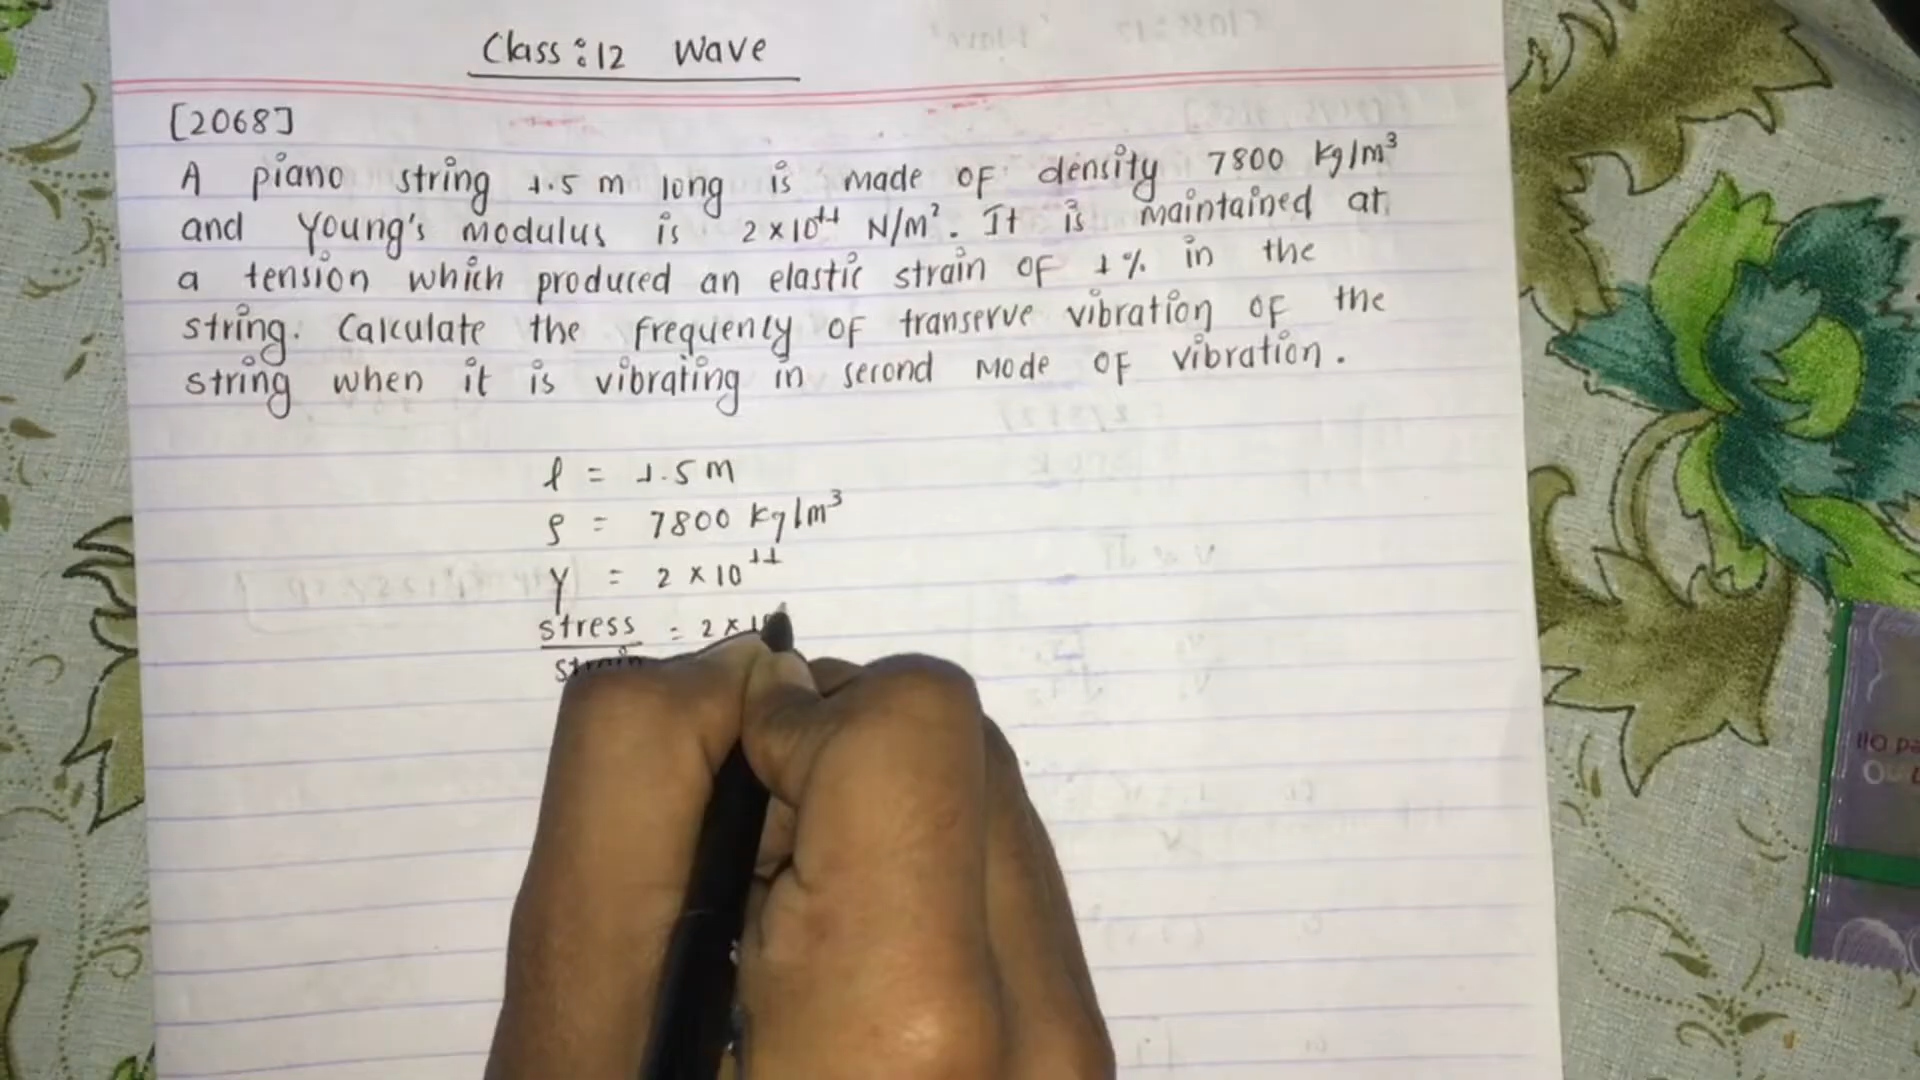 Class : 12 Wave
[2068]
A piano string 1.5 m long is made of density 7800 kg/m³
and Young's modulus is 2 × 10¹¹ N/m². It is maintained at
a tension which produced an elastic strain of 1% in the
string. Calculate the frequency of transerve vibration of the
string when it is vibrating in second mode of vibration.
l = 1.5 m
ρ = 7800 kg/m³
Y = 2 × 10¹¹
stress = 2 ×
strain
110